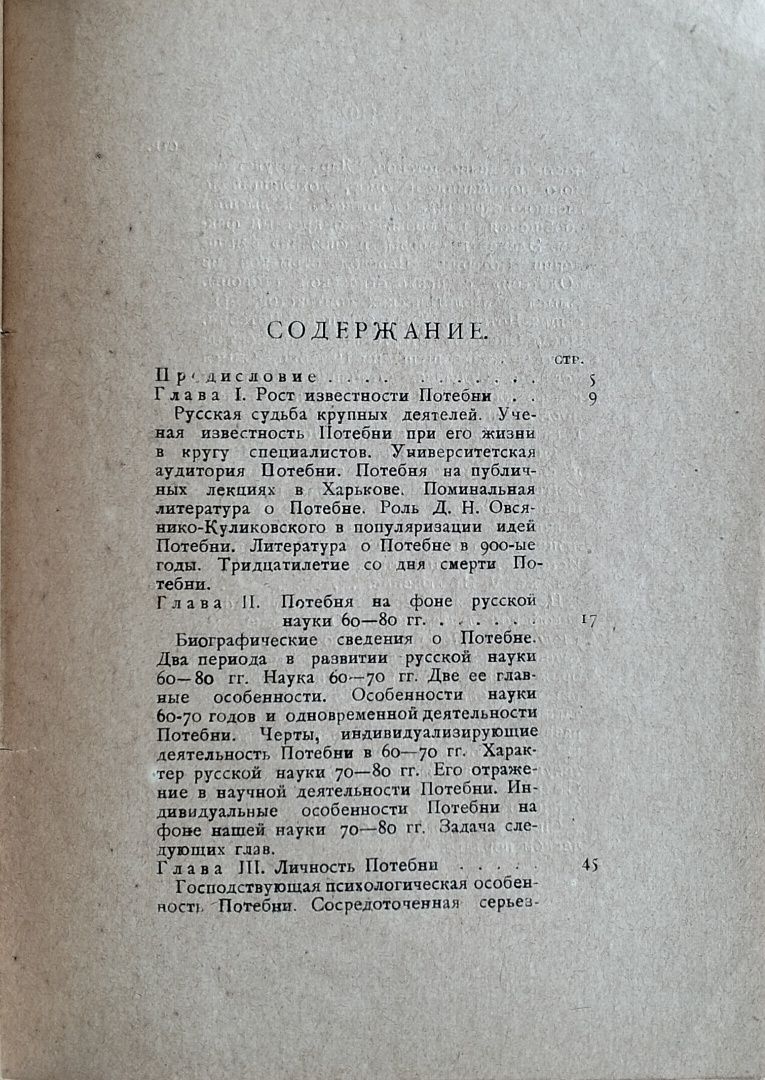 СОДЕРЖАНИЕ.
СТР.
Предисловие . . . . . . . . . . . 5
Глава I. Рост известности Потебни . . 9
Русская судьба крупных деятелей. Уче-
ная известность Потебни при его жизни
в кругу специалистов. Университетская
аудитория Потебни. Потебня на публич-
ных лекциях в Харькове. Поминальная
литература о Потебне. Роль Д. Н. Овся-
нико-Куликовского в популяризации идей
Потебни. Литература о Потебне в 900-ые
годы. Тридцатилетие со дня смерти По-
тебни.
Глава II. Потебня на фоне русской
науки 60—80 гг. . . . . . . 17
Биографические сведения о Потебне.
Два периода в развитии русской науки
60—80 гг. Наука 60—70 гг. Две ее глав-
ные особенности. Особенности науки
60-70 годов и одновременной деятельности
Потебни. Черты, индивидуализирующие
деятельность Потебни в 60—70 гг. Харак-
тер русской науки 70—80 гг. Его отраже-
ние в научной деятельности Потебни. Ин-
дивидуальные особенности Потебни на
фоне нашей науки 70—80 гг. Задача сле-
дующих глав.
Глава III. Личность Потебни . . . . . 45
Господствующая психологическая особен-
ность Потебни. Сосредоточенная серьез-